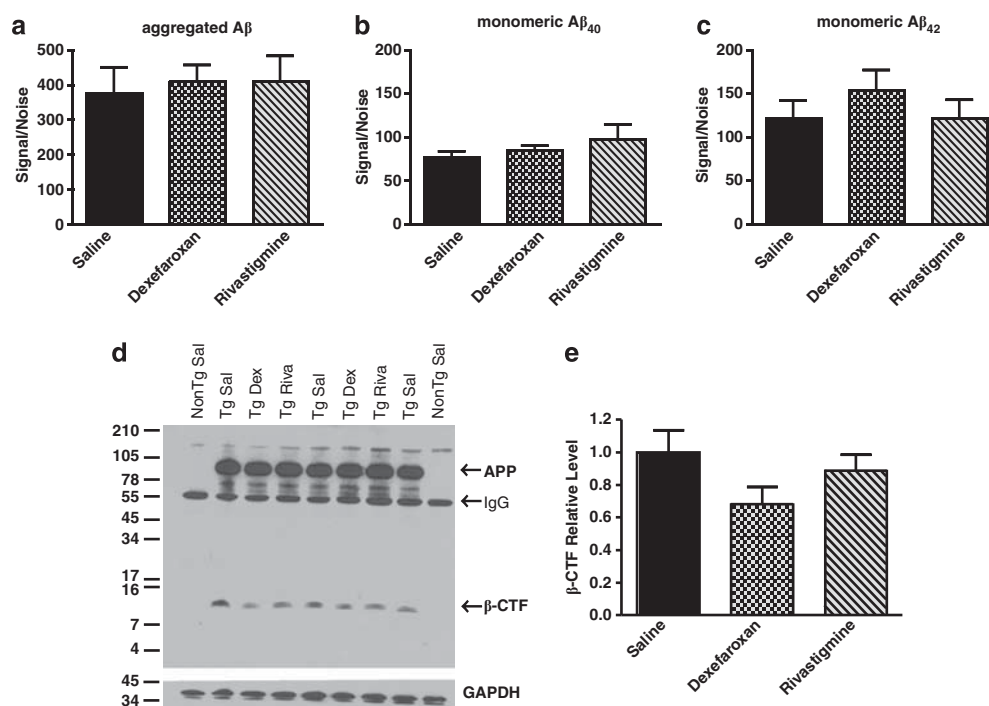 a
aggregated Aβ
500
400
300
200
100
0
Signal/Noise
Saline
Dexefaroxan
Rivastigmine
b
monomeric Aβ40
200
150
100
50
0
Signal/Noise
Saline
Dexefaroxan
Rivastigmine
c
monomeric Aβ42
200
150
100
50
0
Signal/Noise
Saline
Dexefaroxan
Rivastigmine
d
NonTg Sal
Tg Sal
Tg Dex
Tg Riva
Tg Sal
Tg Dex
Tg Riva
Tg Sal
NonTg Sal
210
105
78
55
45
34
17
16
7
4
←APP
←IgG
←β-CTF
45
34
GAPDH
e
1.2
1.0
0.8
0.6
0.4
0.2
0.0
β-CTF Relative Level
Saline
Dexefaroxan
Rivastigmine